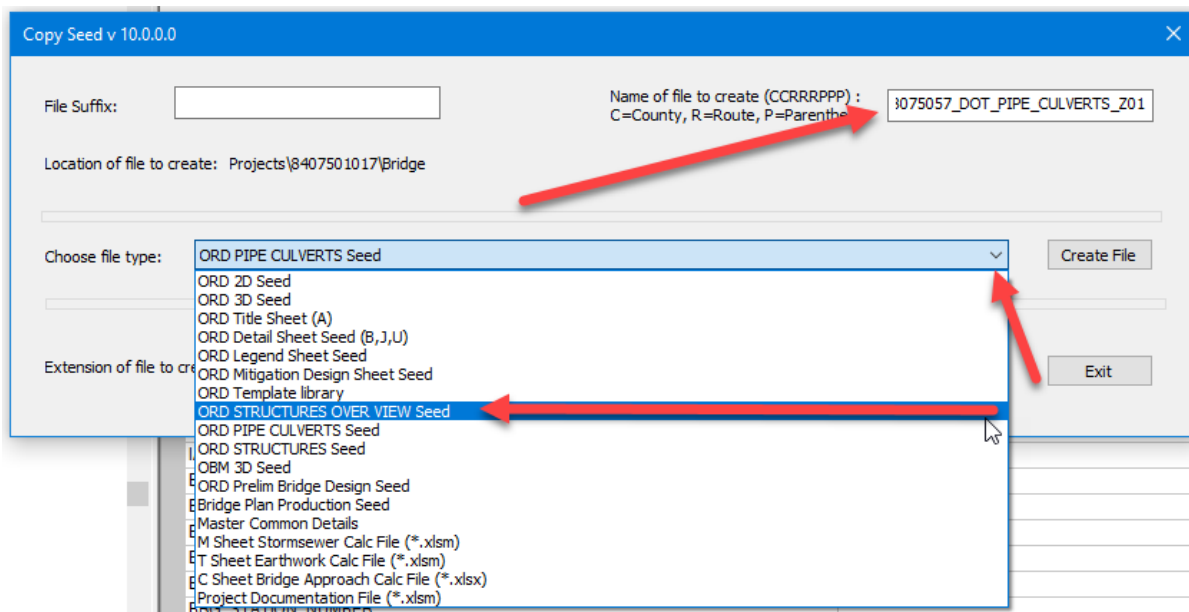 Copy Seed v 10.0.0.0
File Suffix:
Name of file to create (CCRRRPPP) :
C=County, R=Route, P=Parenthe
3075057_DOT_PIPE_CULVERTS_Z01
Location of file to create: Projects\8407501017\Bridge
Choose file type:
ORD PIPE CULVERTS Seed
Create File
ORD 2D Seed
ORD 3D Seed
ORD Title Sheet (A)
ORD Detail Sheet Seed (B,J,U)
ORD Legend Sheet Seed
Extension of file to cre
ORD Mitigation Design Sheet Seed
Exit
ORD Template library
ORD STRUCTURES OVER VIEW Seed
ORD PIPE CULVERTS Seed
ORD STRUCTURES Seed
OBM 3D Seed
ORD Prelim Bridge Design Seed
Bridge Plan Production Seed
Master Common Details
M Sheet Stormsewer Calc File (*.xlsm)
T Sheet Earthwork Calc File (*.xlsm)
C Sheet Bridge Approach Calc File (*.xlsx)
Project Documentation File (*.xlsm)